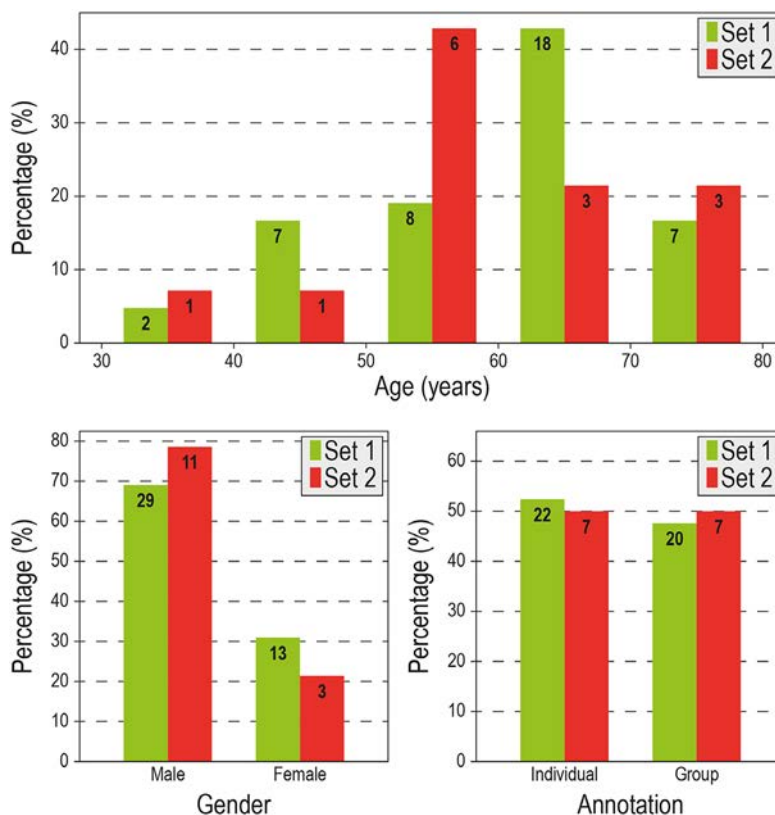 Percentage (%)
40
30
20
10
0
2
1
7
1
8
6
18
3
7
3
Set 1
Set 2
30 40 50 60 70 80
Age (years)
Percentage (%)
80
70
60
50
40
30
20
10
0
29
11
13
3
Set 1
Set 2
Male Female
Gender
Percentage (%)
60
50
40
30
20
10
0
22
7
20
7
Set 1
Set 2
Individual Group
Annotation